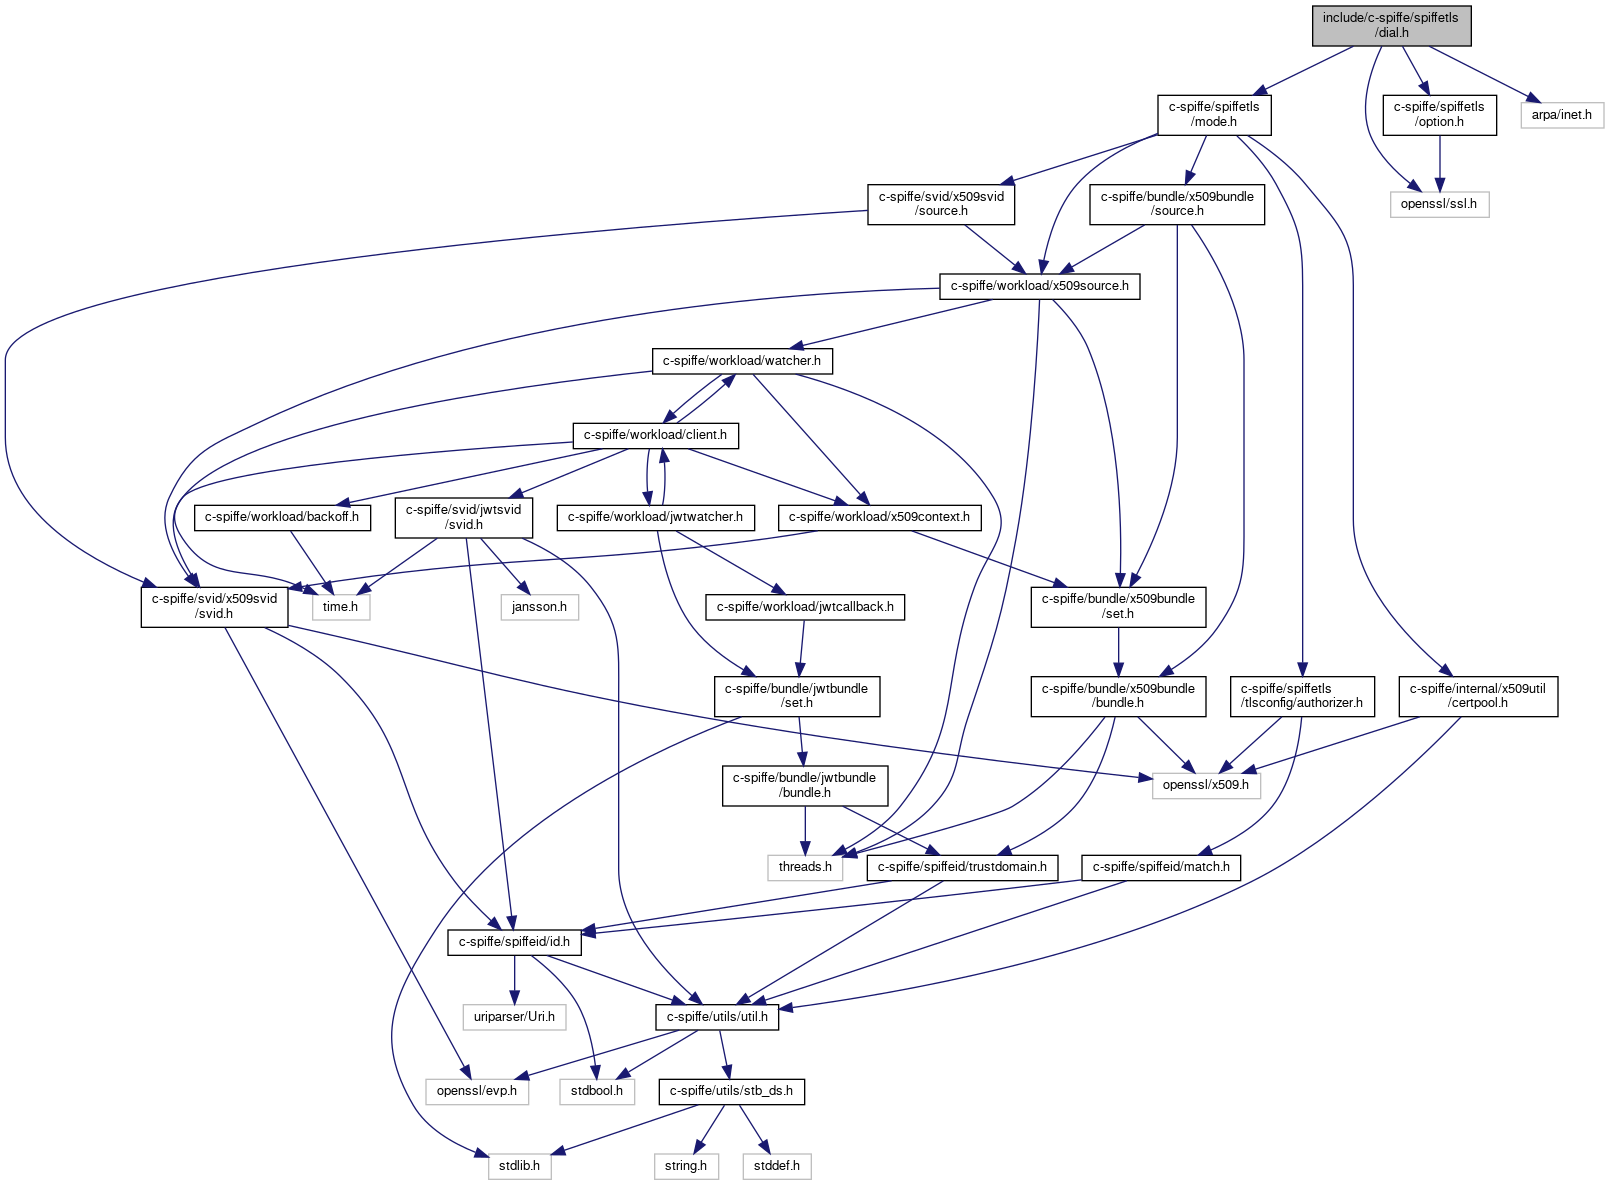 include/c-spiffe/spiffetls
/dial.h
c-spiffe/spiffetls
/mode.h
c-spiffe/spiffetls
/option.h
arpa/inet.h
c-spiffe/svid/x509svid
/source.h
c-spiffe/bundle/x509bundle
/source.h
openssl/ssl.h
c-spiffe/workload/x509source.h
c-spiffe/workload/watcher.h
c-spiffe/workload/client.h
c-spiffe/workload/backoff.h
c-spiffe/svid/jwtsvid
/svid.h
c-spiffe/workload/jwtwatcher.h
c-spiffe/workload/x509context.h
c-spiffe/svid/x509svid
/svid.h
time.h
jansson.h
c-spiffe/workload/jwtcallback.h
c-spiffe/bundle/x509bundle
/set.h
c-spiffe/bundle/jwtbundle
/set.h
c-spiffe/bundle/x509bundle
/bundle.h
c-spiffe/spiffetls
/tlsconfig/authorizer.h
c-spiffe/internal/x509util
/certpool.h
c-spiffe/bundle/jwtbundle
/bundle.h
openssl/x509.h
threads.h
c-spiffe/spiffeid/trustdomain.h
c-spiffe/spiffeid/match.h
c-spiffe/spiffeid/id.h
uriparser/Uri.h
c-spiffe/utils/util.h
openssl/evp.h
stdbool.h
c-spiffe/utils/stb_ds.h
stdlib.h
string.h
stddef.h